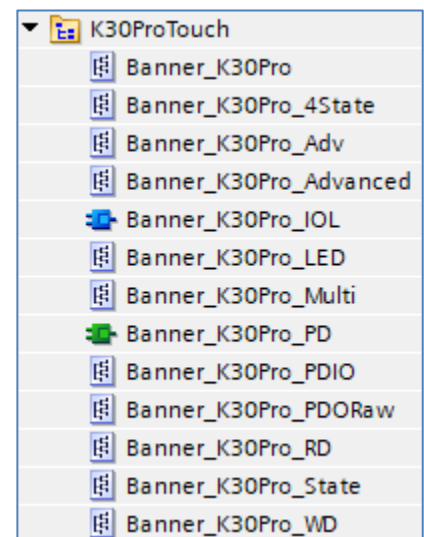 K30ProTouch
Banner_K30Pro
Banner_K30Pro_4State
Banner_K30Pro_Adv
Banner_K30Pro_Advanced
Banner_K30Pro_IOL
Banner_K30Pro_LED
Banner_K30Pro_Multi
Banner_K30Pro_PD
Banner_K30Pro_PDIO
Banner_K30Pro_PDORaw
Banner_K30Pro_RD
Banner_K30Pro_State
Banner_K30Pro_WD